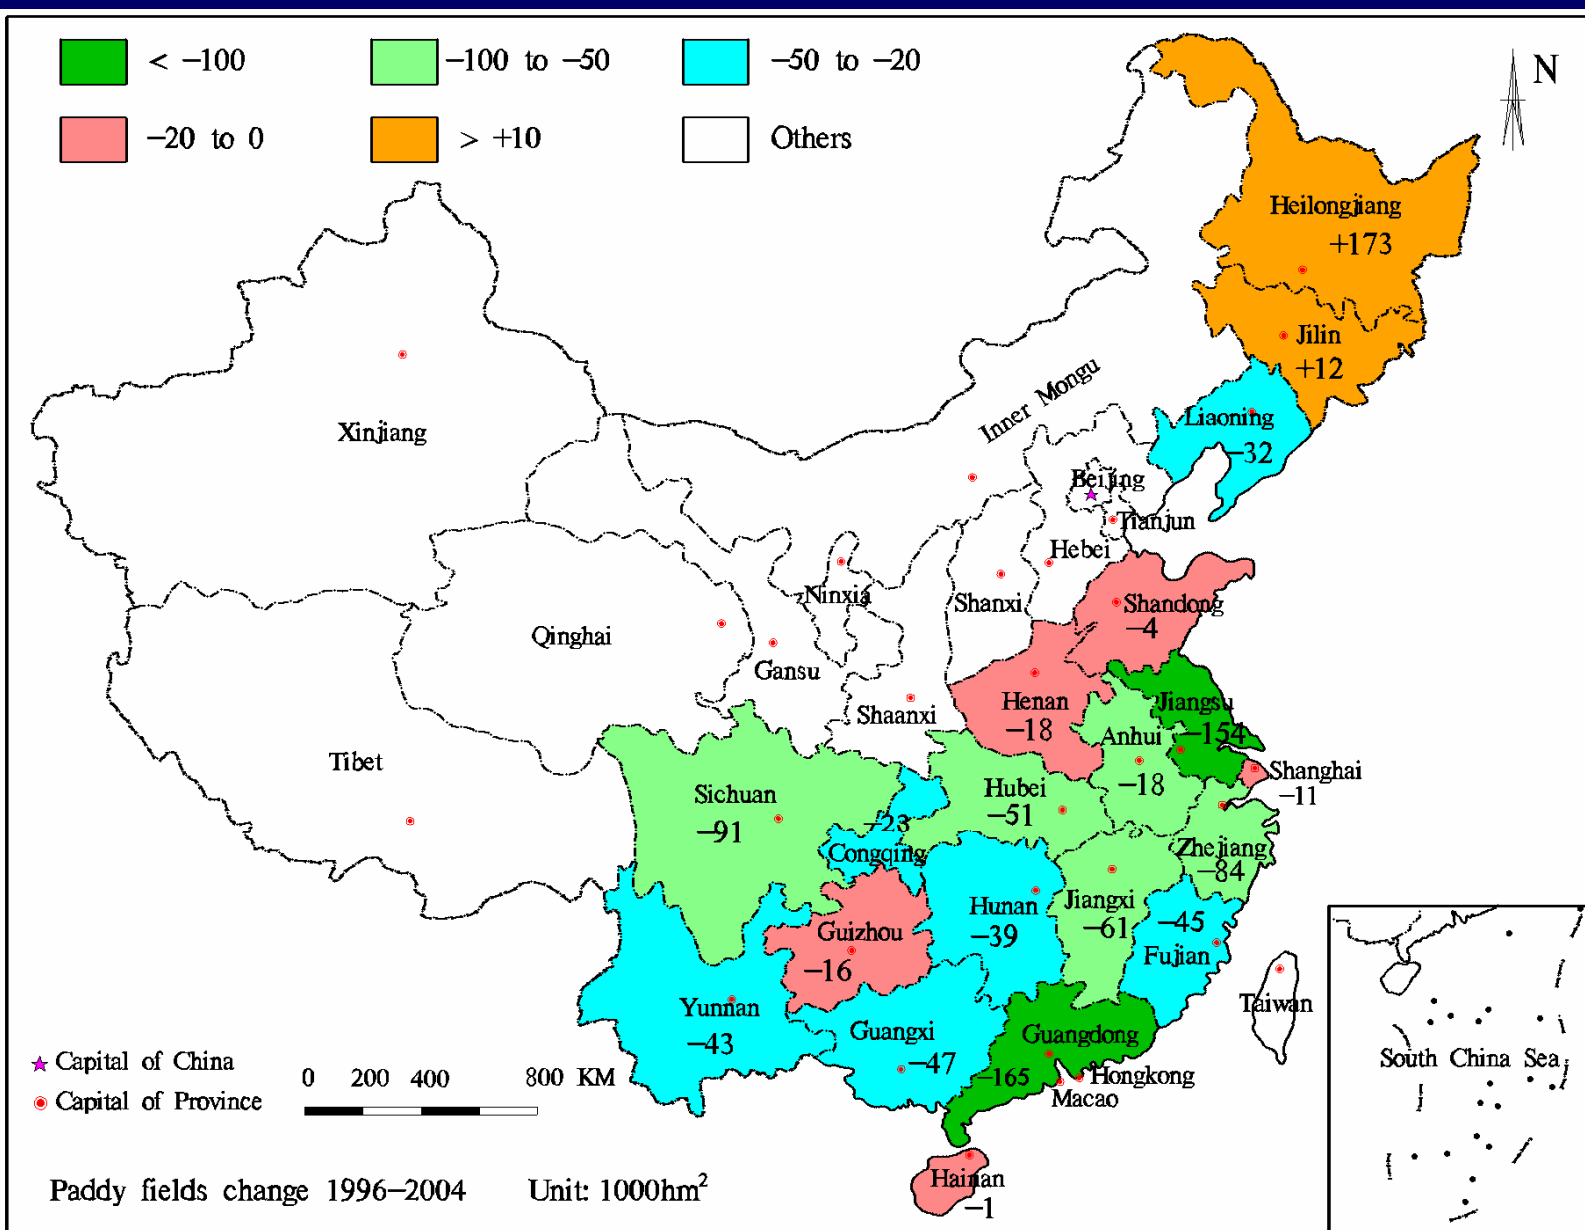 < −100
−100 to −50
−50 to −20
−20 to 0
> +10
Others
N
Heilongjiang
+173
Jilin
+12
Inner Mongu
Liaoning
−32
Xinjiang
Beijing
Tianjun
Hebei
Ninxia
Shanxi
Shandong
−4
Qinghai
Gansu
Shaanxi
Henan
−18
Jiangsu
−154
Anhui
−18
Tibet
Shanghai
−11
Sichuan
−91
Hubei
−51
−23
Congqing
Zhejiang
−84
Hunan
−39
Jiangxi
−61
−45
Fujian
Guizhou
−16
Yunnan
−43
Guangxi
−47
Guangdong
−165
Hongkong
Macao
Taiwan
South China Sea
Hainan
−1
Capital of China
Capital of Province
0 200 400 800 KM
Paddy fields change 1996−2004 Unit: 1000hm²